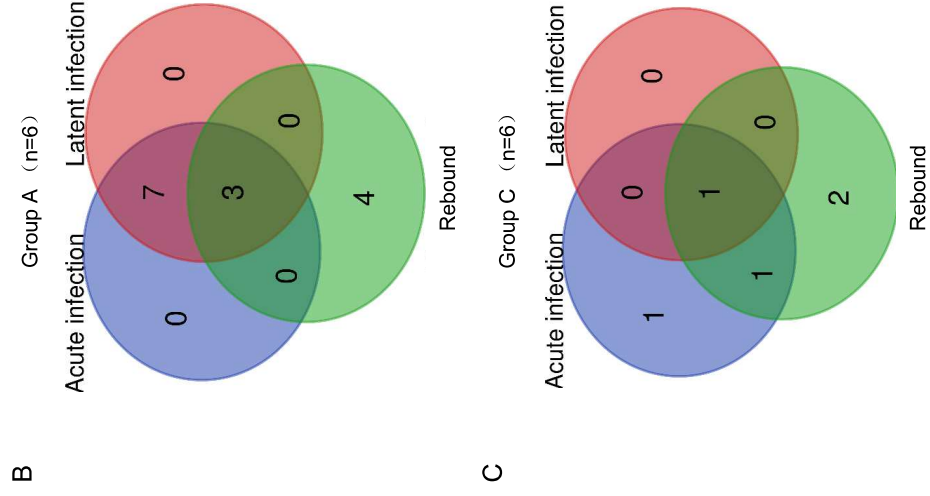 B
Group A （n=6）
Acute infection
Latent infection
0
7
0
3
0
0
4
Rebound
C
Group C （n=6）
Acute infection
Latent infection
1
0
0
1
1
0
2
Rebound